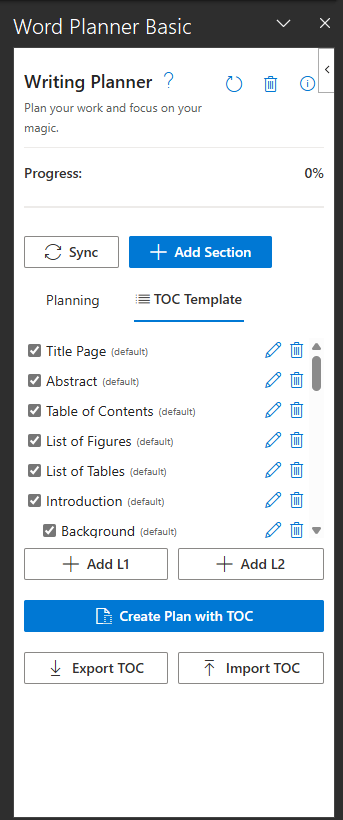 Word Planner Basic
Writing Planner ?
Plan your work and focus on your
magic.
Progress: 0%
Sync Add Section
Planning TOC Template
Title Page (default)
Abstract (default)
Table of Contents (default)
List of Figures (default)
List of Tables (default)
Introduction (default)
Background (default)
Add L1 Add L2
Create Plan with TOC
Export TOC Import TOC